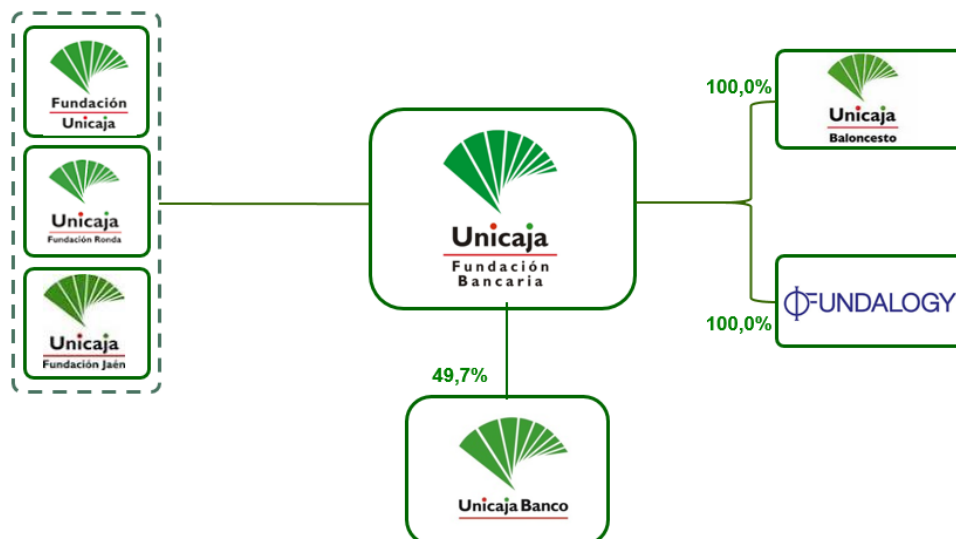 Fundación
Unicaja
Unicaja
Fundación Ronda
Unicaja
Fundación Jaén
Unicaja
Fundación
Bancaria
49,7%
Unicaja Banco
100,0%
Unicaja
Baloncesto
100,0%
FUNDALOGY